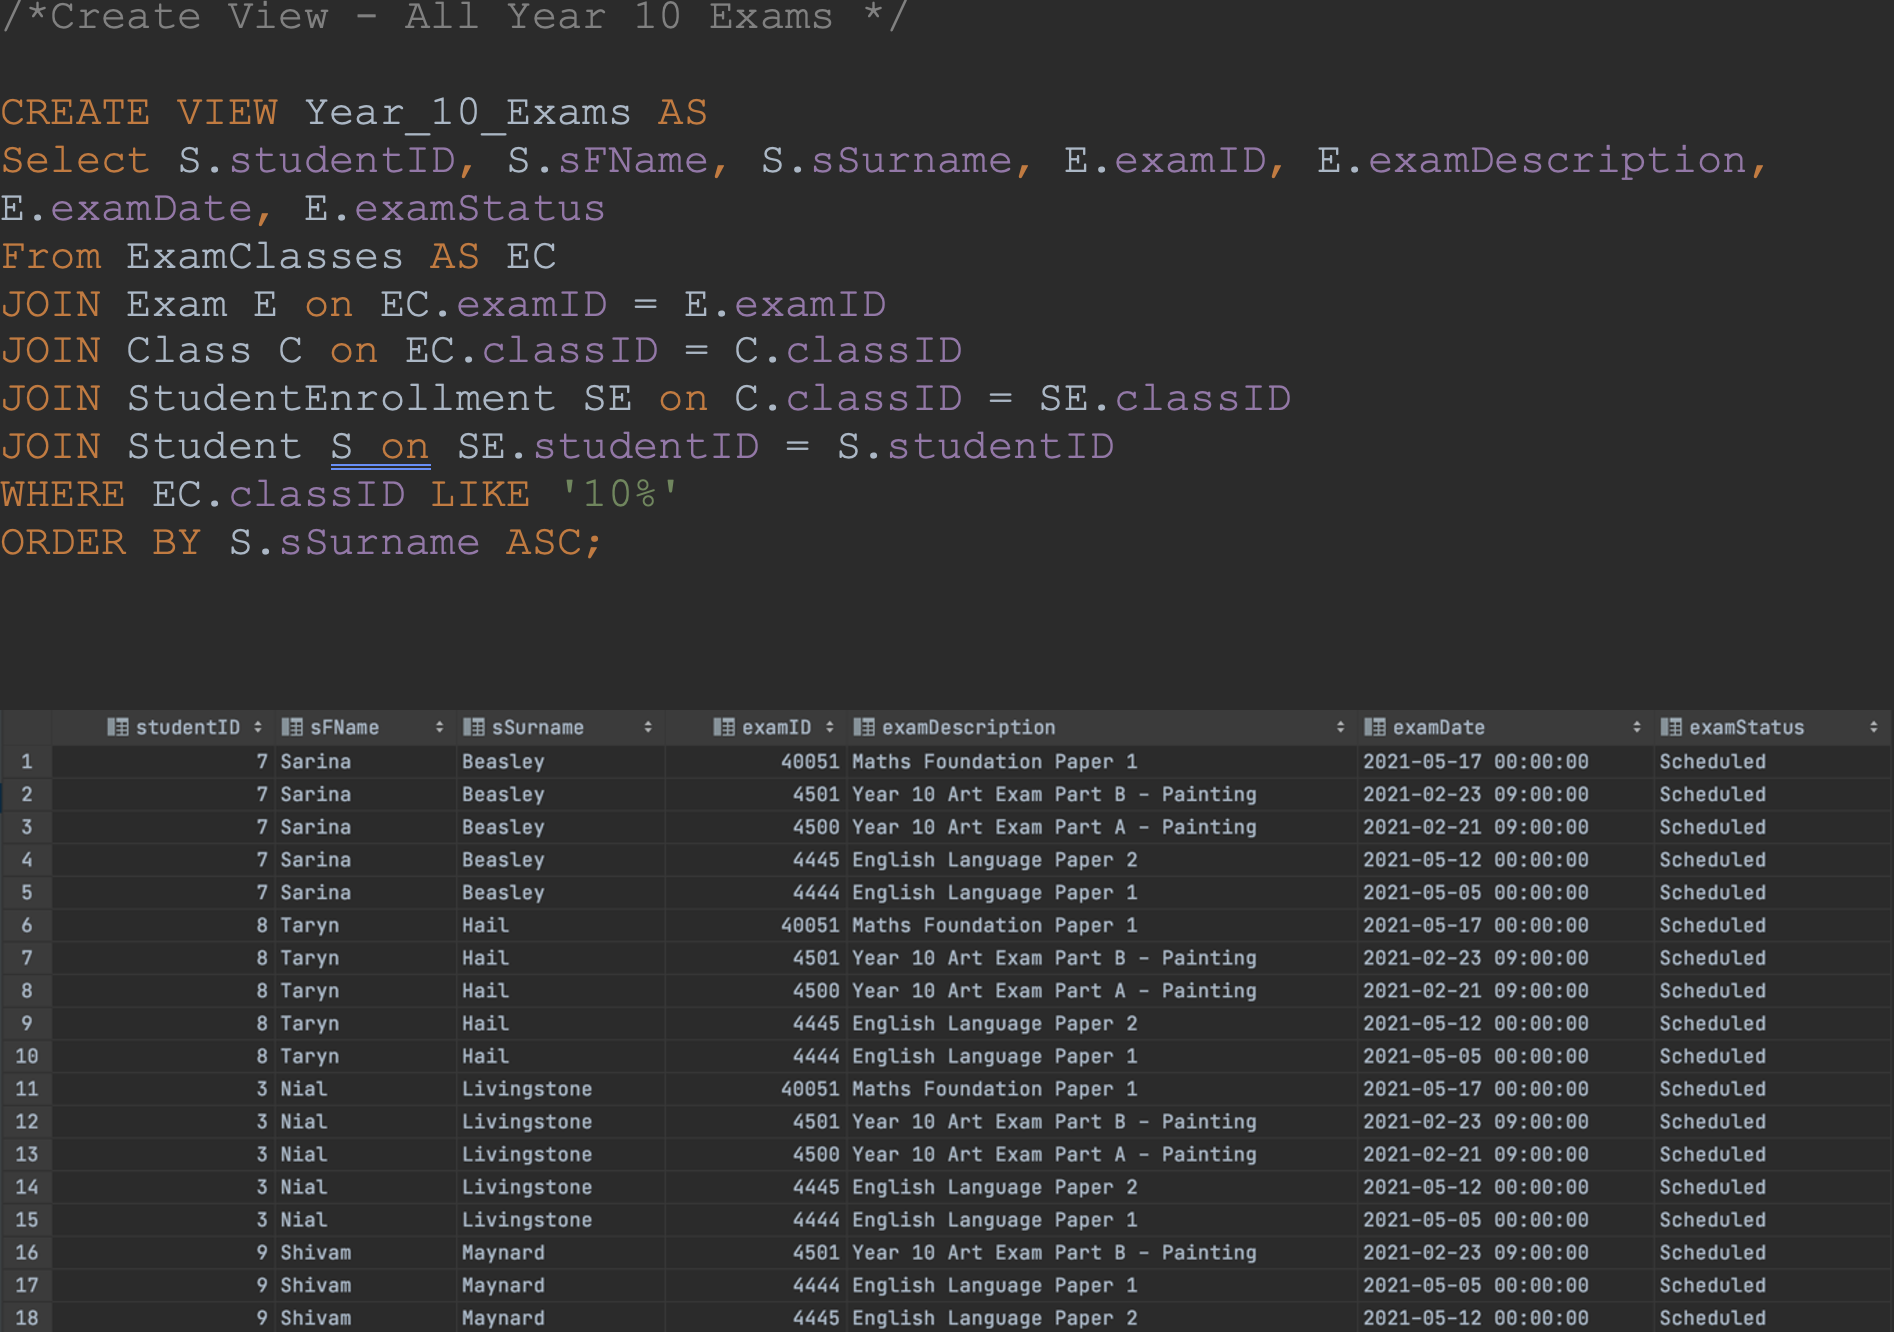 /*Create View - All Year 10 Exams */
CREATE VIEW Year_10_Exams AS
Select S.studentID, S.sFName, S.sSurname, E.examID, E.examDescription,
E.examDate, E.examStatus
From ExamClasses AS EC
JOIN Exam E on EC.examID = E.examID
JOIN Class C on EC.classID = C.classID
JOIN StudentEnrollment SE on C.classID = SE.classID
JOIN Student S on SE.studentID = S.studentID
WHERE EC.classID LIKE '10%'
ORDER BY S.sSurname ASC;
studentID sFName sSurname examID examDescription examDate examStatus
1 7 Sarina Beasley 40051 Maths Foundation Paper 1 2021-05-17 00:00:00 Scheduled
2 7 Sarina Beasley 4501 Year 10 Art Exam Part B - Painting 2021-02-23 09:00:00 Scheduled
3 7 Sarina Beasley 4500 Year 10 Art Exam Part A - Painting 2021-02-21 09:00:00 Scheduled
4 7 Sarina Beasley 4445 English Language Paper 2 2021-05-12 00:00:00 Scheduled
5 7 Sarina Beasley 4444 English Language Paper 1 2021-05-05 00:00:00 Scheduled
6 8 Taryn Hail 40051 Maths Foundation Paper 1 2021-05-17 00:00:00 Scheduled
7 8 Taryn Hail 4501 Year 10 Art Exam Part B - Painting 2021-02-23 09:00:00 Scheduled
8 8 Taryn Hail 4500 Year 10 Art Exam Part A - Painting 2021-02-21 09:00:00 Scheduled
9 8 Taryn Hail 4445 English Language Paper 2 2021-05-12 00:00:00 Scheduled
10 8 Taryn Hail 4444 English Language Paper 1 2021-05-05 00:00:00 Scheduled
11 3 Nial Livingstone 40051 Maths Foundation Paper 1 2021-05-17 00:00:00 Scheduled
12 3 Nial Livingstone 4501 Year 10 Art Exam Part B - Painting 2021-02-23 09:00:00 Scheduled
13 3 Nial Livingstone 4500 Year 10 Art Exam Part A - Painting 2021-02-21 09:00:00 Scheduled
14 3 Nial Livingstone 4445 English Language Paper 2 2021-05-12 00:00:00 Scheduled
15 3 Nial Livingstone 4444 English Language Paper 1 2021-05-05 00:00:00 Scheduled
16 9 Shivam Maynard 4501 Year 10 Art Exam Part B - Painting 2021-02-23 09:00:00 Scheduled
17 9 Shivam Maynard 4444 English Language Paper 1 2021-05-05 00:00:00 Scheduled
18 9 Shivam Maynard 4445 English Language Paper 2 2021-05-12 00:00:00 Scheduled